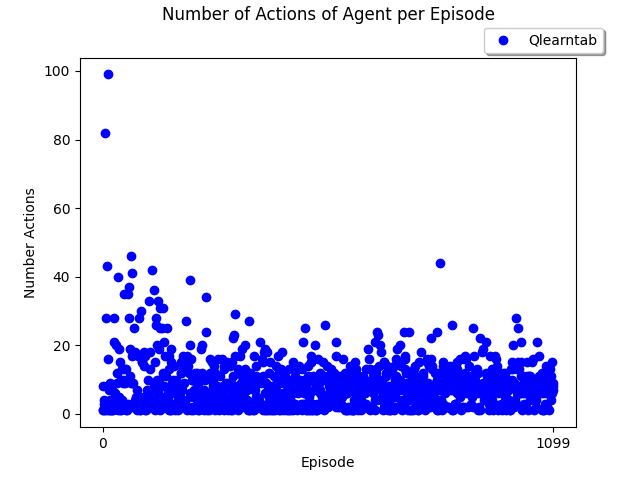 Number of Actions of Agent per Episode
Qlearntab
100
80
60
40
20
0
Number Actions
0
1099
Episode